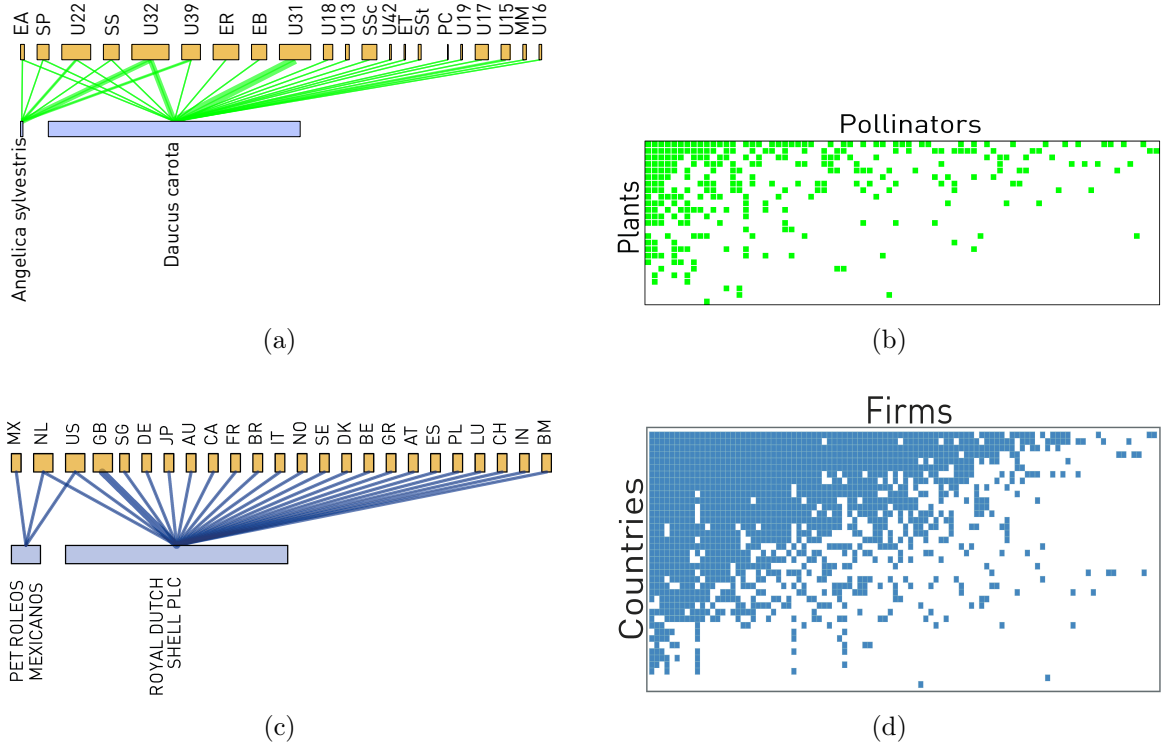 EA SP U22 SS U32 U39 ER EB U31 U18 U13 SSc U42 ET SSt PC U19 U17 U15 MM U16
Angelica sylvestris
Daucus carota
(a)
Pollinators
Plants
(b)
MX NL US GB SG DE JP AU CA FR BR IT NO SE DK BE GR AT ES PL LU CH IN BM
PETROLEOS
MEXICANOS
ROYAL DUTCH
SHELL PLC
(c)
Firms
Countries
(d)